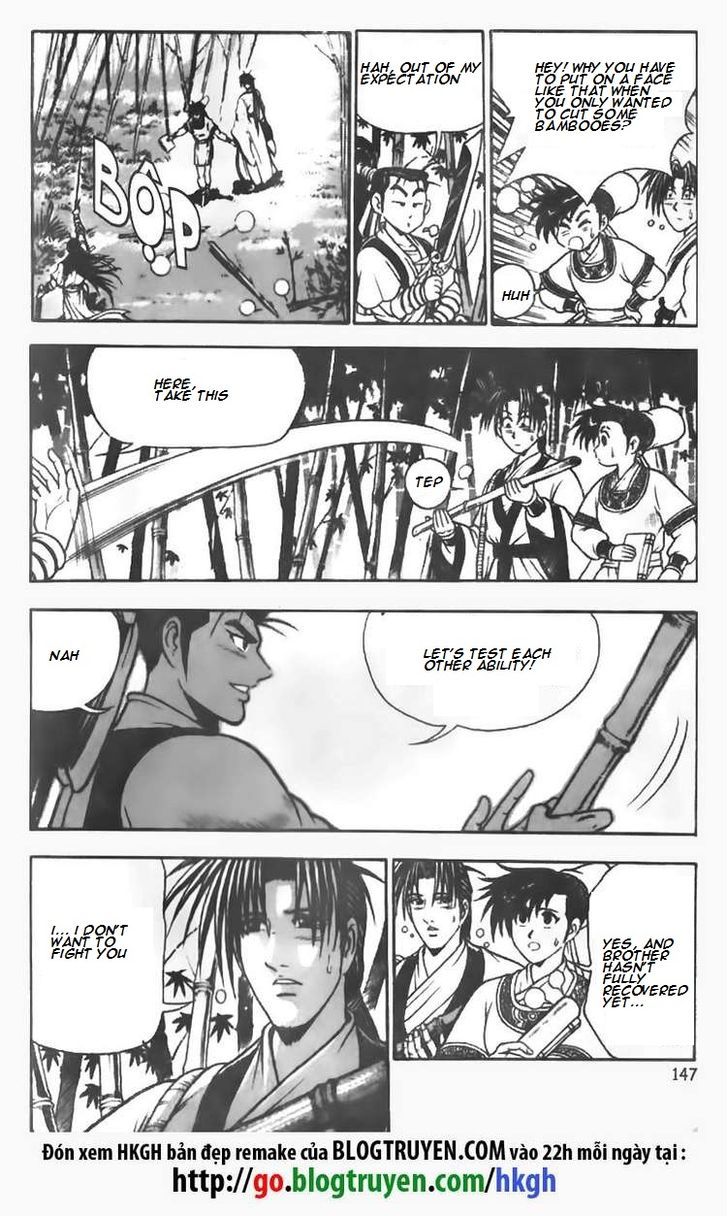 BỘP
HAH, OUT OF MY
EXPECTATION
HEY! WHY YOU HAVE
TO PUT ON A FACE
LIKE THAT WHEN
YOU ONLY WANTED
TO CUT SOME
BAMBOOES?
HUH
HERE,
TAKE THIS
TEP
NAH
LET'S TEST EACH
OTHER ABILITY!
I... I DON'T
WANT TO
FIGHT YOU
YES, AND
BROTHER
HASN'T
FULLY
RECOVERED
YET...
147
Đón xem HKGH bản đẹp remake của BLOGTRUYEN.COM vào 22h mỗi ngày tại :
http://go.blogtruyen.com/hkgh